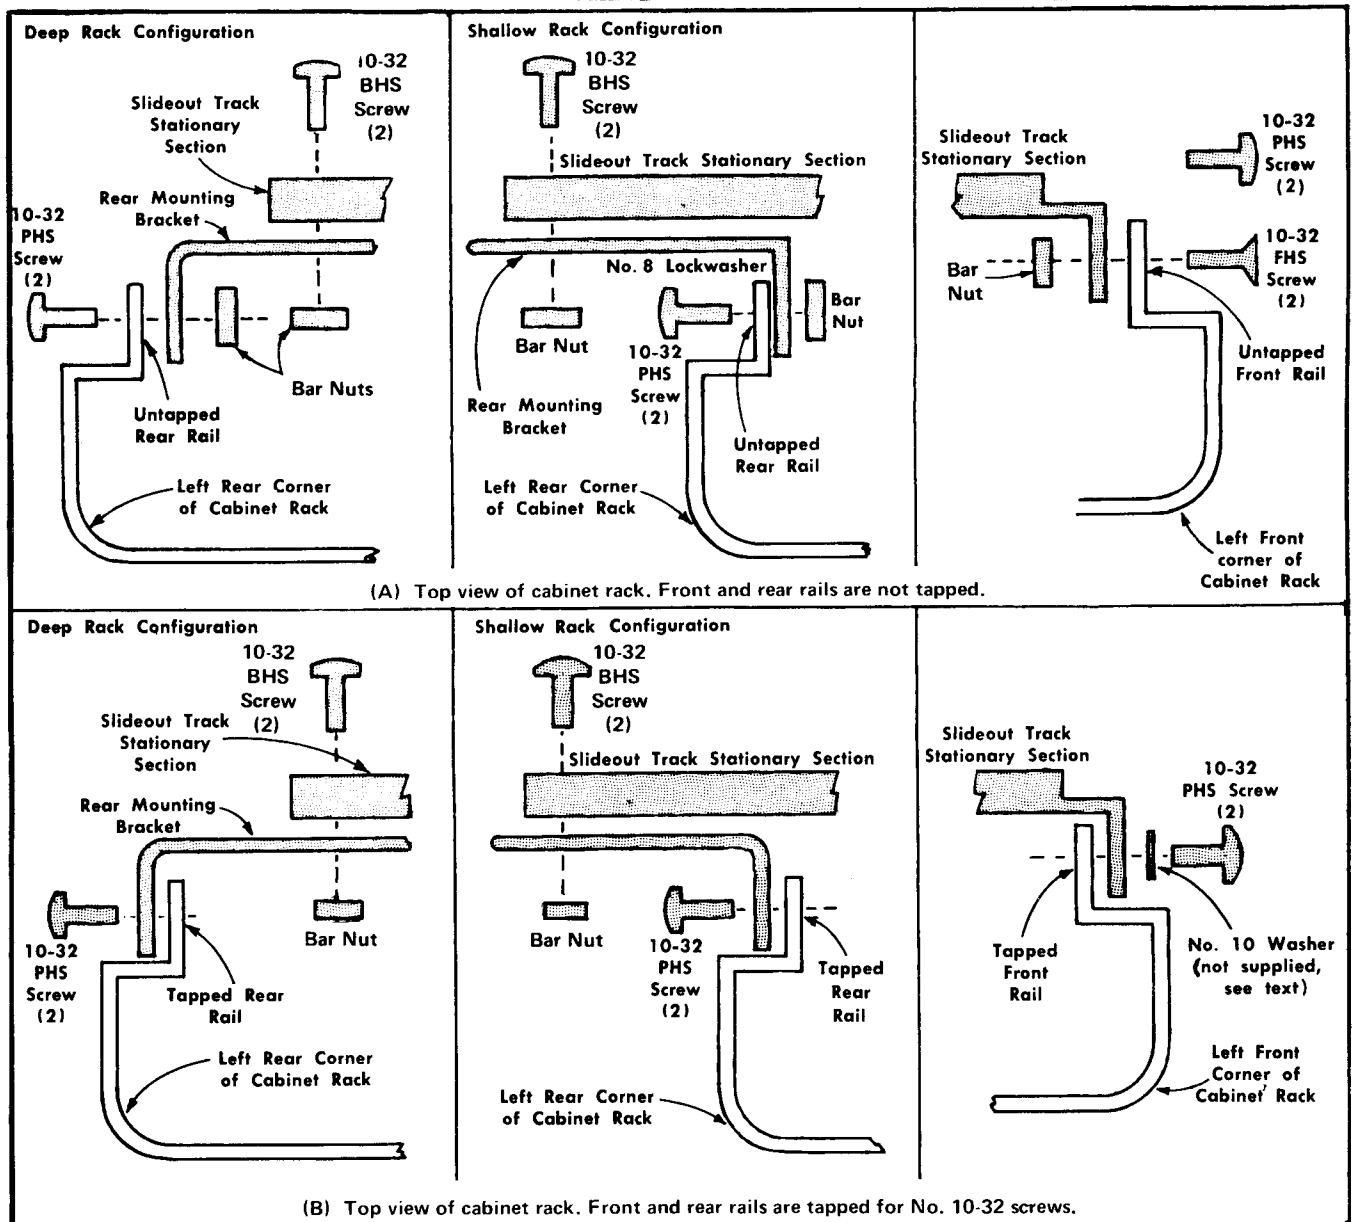 Deep Rack Configuration
10-32
BHS
Screw
(2)
Slideout Track
Stationary
Section
Rear Mounting
Bracket
10-32
PHS
Screw
(2)
Bar Nuts
Untapped
Rear Rail
Left Rear Corner
of Cabinet Rack
Shallow Rack Configuration
10-32
BHS
Screw
(2)
Slideout Track Stationary Section
No. 8 Lockwasher
Bar
Nut
Bar Nut
10-32
PHS
Screw
(2)
Rear Mounting
Bracket
Untapped
Rear Rail
Left Rear Corner
of Cabinet Rack
Slideout Track
Stationary Section
10-32
PHS
Screw
(2)
10-32
FHS
Screw
(2)
Bar
Nut
Untapped
Front Rail
Left Front
corner of
Cabinet Rack
(A) Top view of cabinet rack. Front and rear rails are not tapped.
Deep Rack Configuration
10-32
BHS
Screw
(2)
Slideout Track
Stationary
Section
Rear Mounting
Bracket
10-32
PHS
Screw
(2)
Bar Nut
Tapped Rear
Rail
Left Rear Corner
of Cabinet Rack
Shallow Rack Configuration
10-32
BHS
Screw
(2)
Slideout Track Stationary Section
Bar Nut
10-32
PHS
Screw
(2)
Tapped
Rear
Rail
Left Rear Corner
of Cabinet Rack
Slideout Track
Stationary Section
10-32
PHS Screw
(2)
Tapped
Front
Rail
No. 10 Washer
(not supplied,
see text)
Left Front
Corner of
Cabinet Rack
(B) Top view of cabinet rack. Front and rear rails are tapped for No. 10-32 screws.